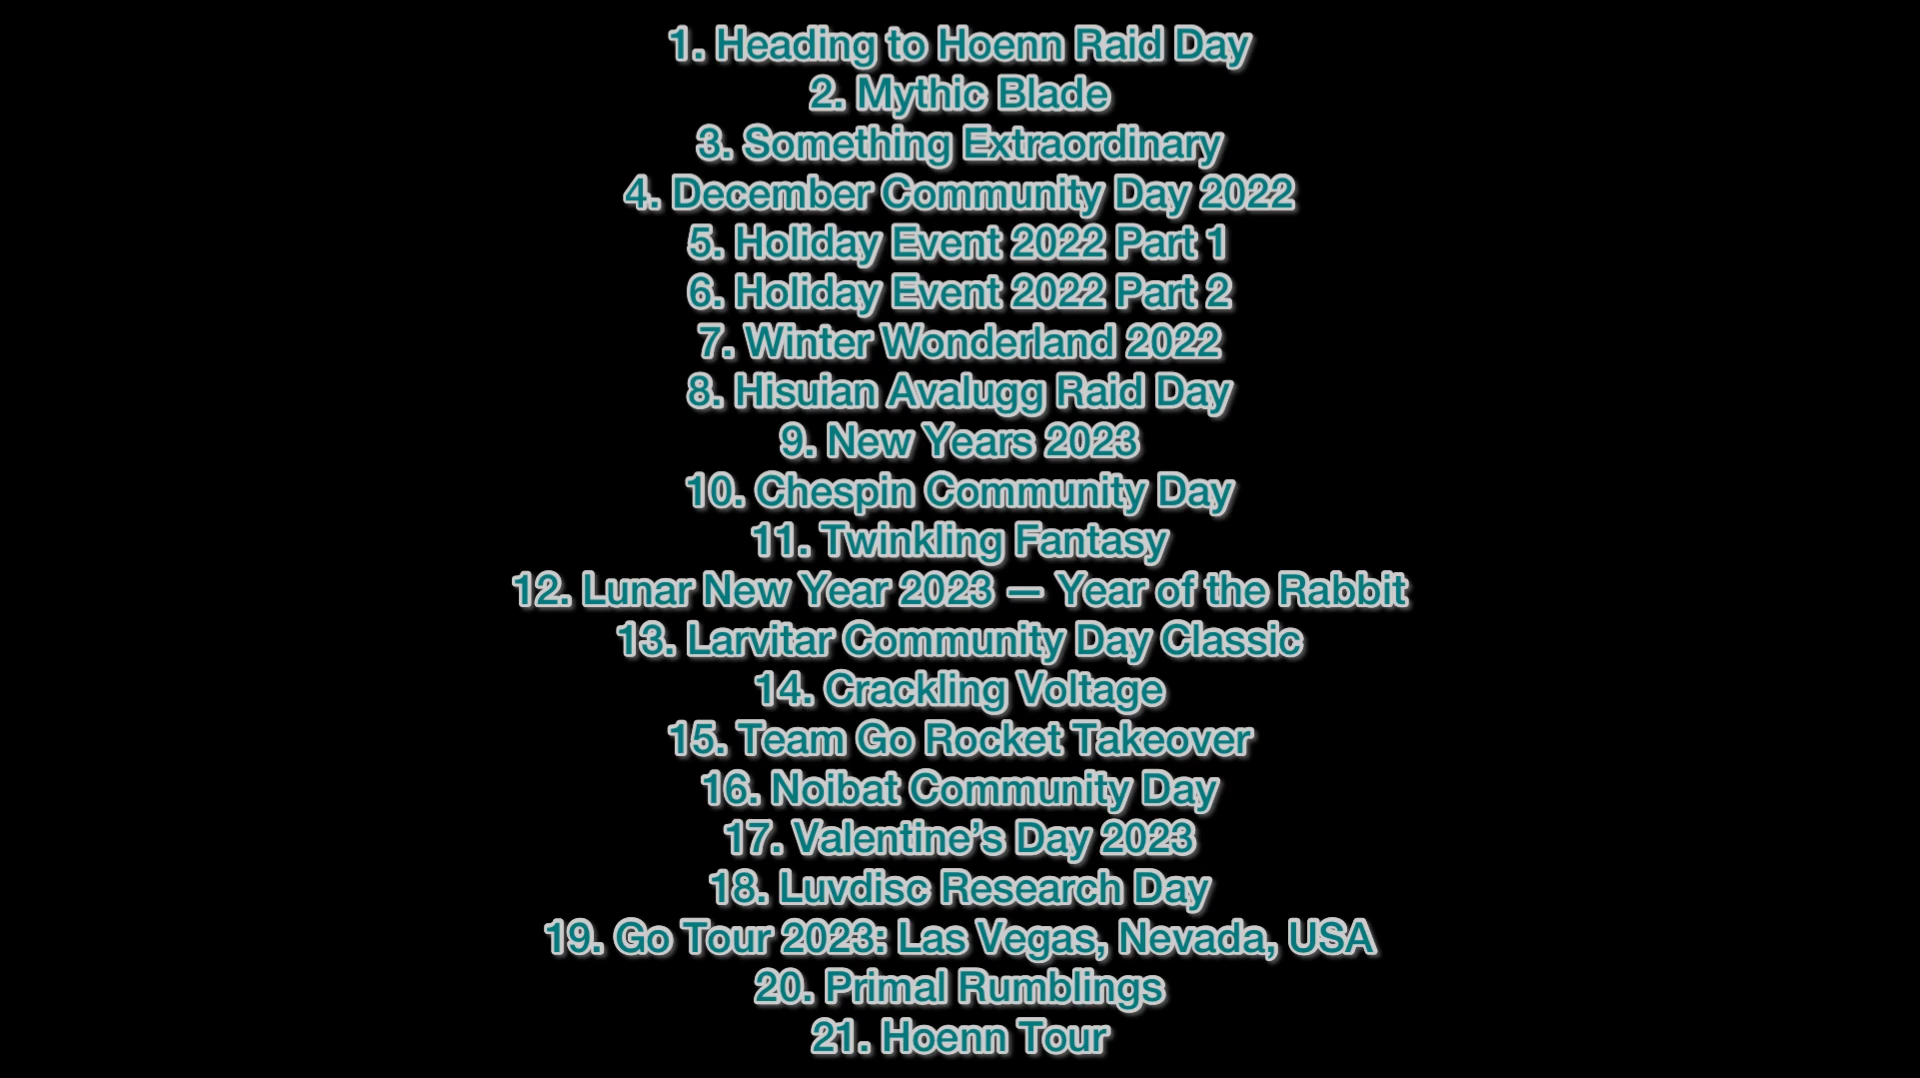 1. Heading to Hoenn Raid Day
2. Mythic Blade
3. Something Extraordinary
4. December Community Day 2022
5. Holiday Event 2022 Part 1
6. Holiday Event 2022 Part 2
7. Winter Wonderland 2022
8. Hisuian Avalugg Raid Day
9. New Years 2023
10. Chespin Community Day
11. Twinkling Fantasy
12. Lunar New Year 2023 — Year of the Rabbit
13. Larvitar Community Day Classic
14. Crackling Voltage
15. Team Go Rocket Takeover
16. Noibat Community Day
17. Valentine’s Day 2023
18. Luvdisc Research Day
19. Go Tour 2023: Las Vegas, Nevada, USA
20. Primal Rumblings
21. Hoenn Tour